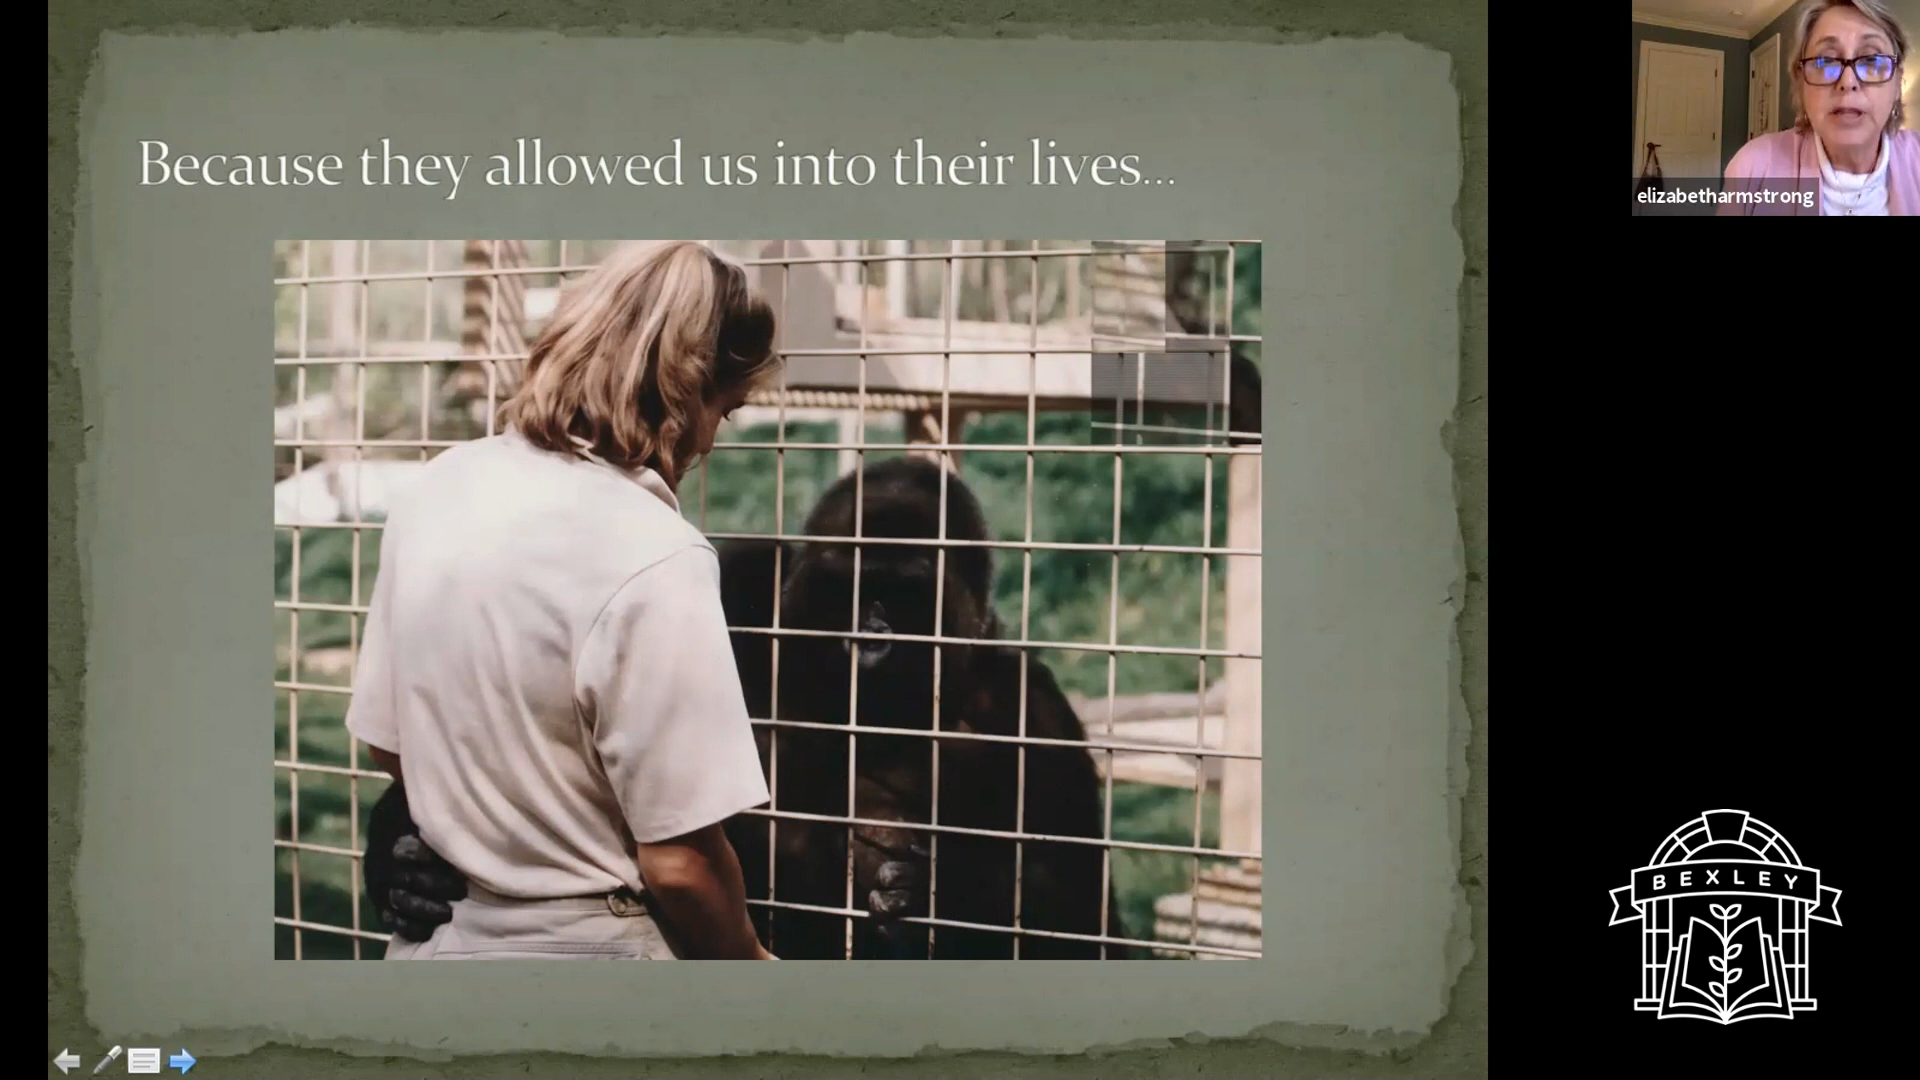 Because they allowed us into their lives...
elizabetharmstrong
BEXLEY